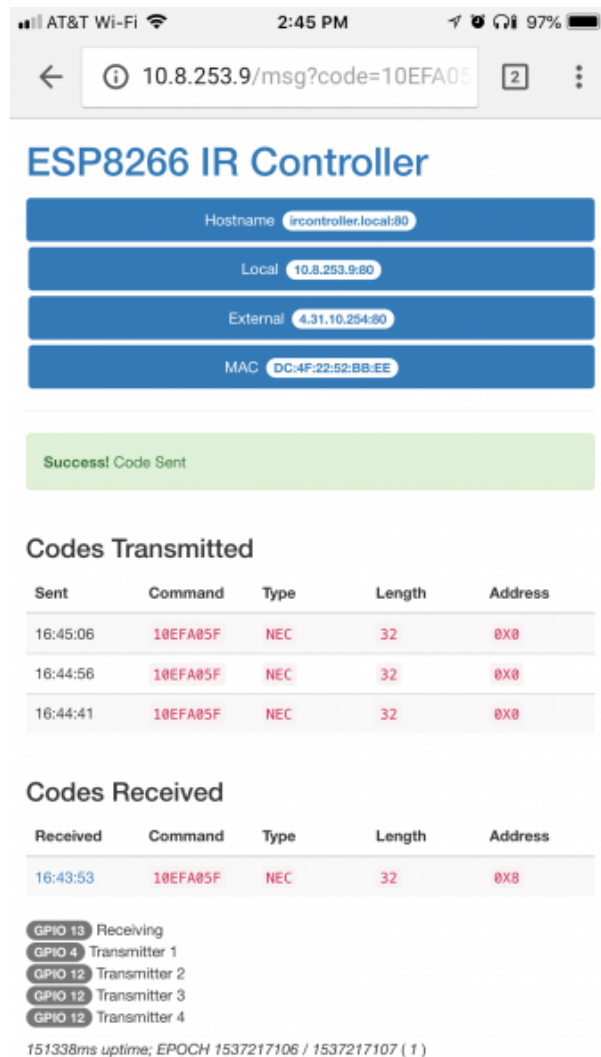 AT&T Wi-Fi 2:45 PM 97%
10.8.253.9/msg?code=10EFA05 2
ESP8266 IR Controller
Hostname ircontroller.local:80
Local 10.8.253.9:80
External 4.31.10.254:80
MAC DC:4F:22:52:BB:EE
Success! Code Sent
Codes Transmitted
Sent Command Type Length Address
16:45:06 10EFA05F NEC 32 0X0
16:44:56 10EFA05F NEC 32 0X0
16:44:41 10EFA05F NEC 32 0X0
Codes Received
Received Command Type Length Address
16:43:53 10EFA05F NEC 32 0X8
GPIO 13 Receiving
GPIO 4 Transmitter 1
GPIO 12 Transmitter 2
GPIO 12 Transmitter 3
GPIO 12 Transmitter 4
151338ms uptime; EPOCH 1537217106 / 1537217107 ( 1 )